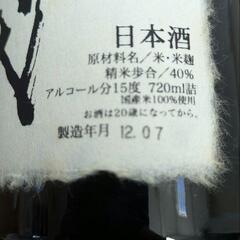 日本酒
原材料名／米・米麹
精米歩合／40%
アルコール分15度 720ml詰
国産米100%使用
お酒は20歳になってから。
製造年月 12.07